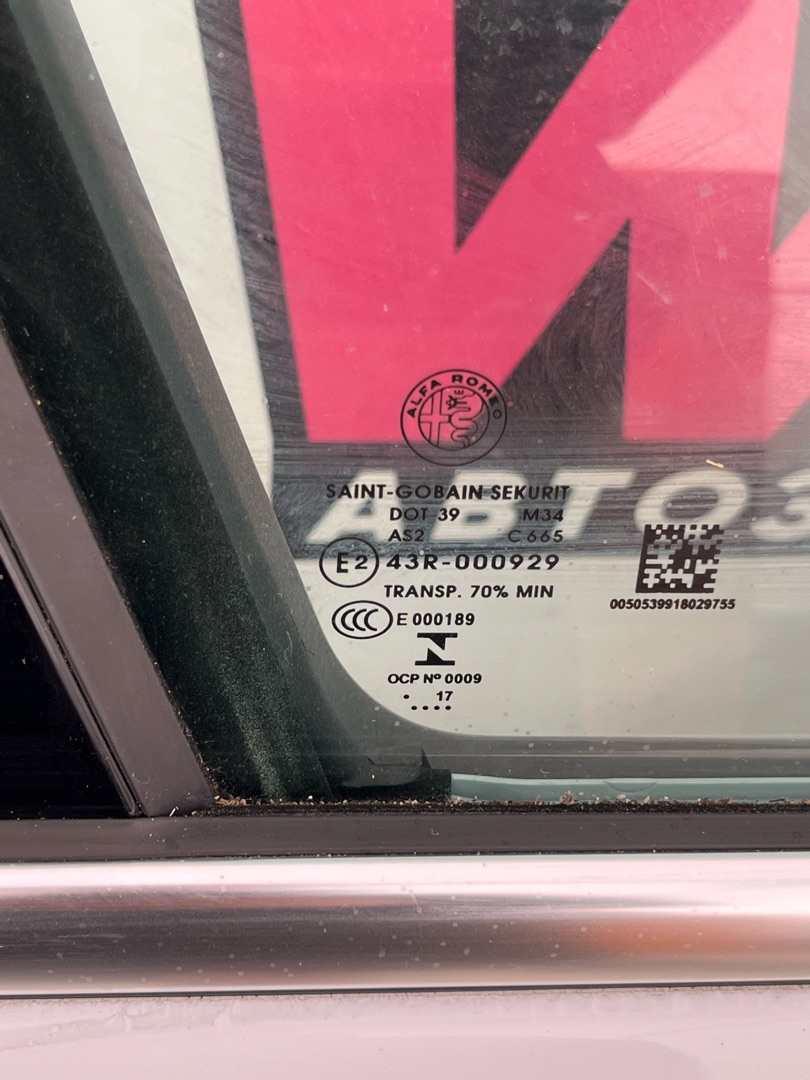 И
ALFA ROMEO
АВТОЗ
SAINT-GOBAIN SEKURIT
DOT 39 M34
AS2 C 665
E2 43R-000929
TRANSP. 70% MIN
CCC E 000189
N
OCP Nº 0009
. 17
....
0050539918029755